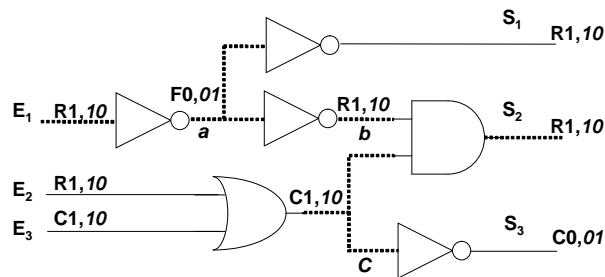 S1
R1,10
F0,01
E1 R1,10
R1,10
S2
a
b
R1,10
E2 R1,10
C1,10
E3 C1,10
S3
C0,01
C